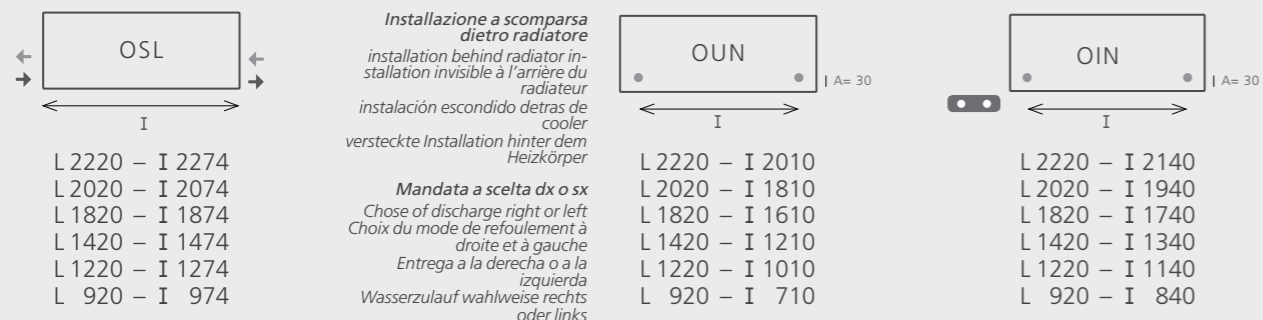 OSL
I
L 2220 – I 2274
L 2020 – I 2074
L 1820 – I 1874
L 1420 – I 1474
L 1220 – I 1274
L 920 – I 974
Installazione a scomparsa
dietro radiatore
installation behind radiator in-
stallation invisible à l'arrière du
radiateur
instalación escondido detras de
cooler
versteckte Installation hinter dem
Heizkörper
Mandata a scelta dx o sx
Chose of discharge right or left
Choix du mode de refoulement à
droite et à gauche
Entrega a la derecha o a la
izquierda
Wasserzulauf wahlweise rechts
oder links
OUN
A= 30
I
L 2220 – I 2010
L 2020 – I 1810
L 1820 – I 1610
L 1420 – I 1210
L 1220 – I 1010
L 920 – I 710
OIN
A= 30
I
L 2220 – I 2140
L 2020 – I 1940
L 1820 – I 1740
L 1420 – I 1340
L 1220 – I 1140
L 920 – I 840